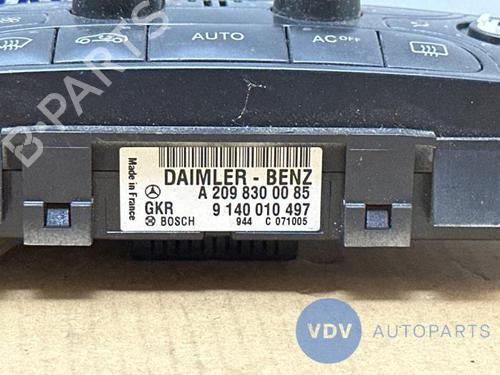 AUTO
AC OFF
B-PARTS
Made in France
DAIMLER - BENZ
A 209 830 00 85
GKR 9 140 010 497
BOSCH 944 C 071005
VDV AUTOPARTS